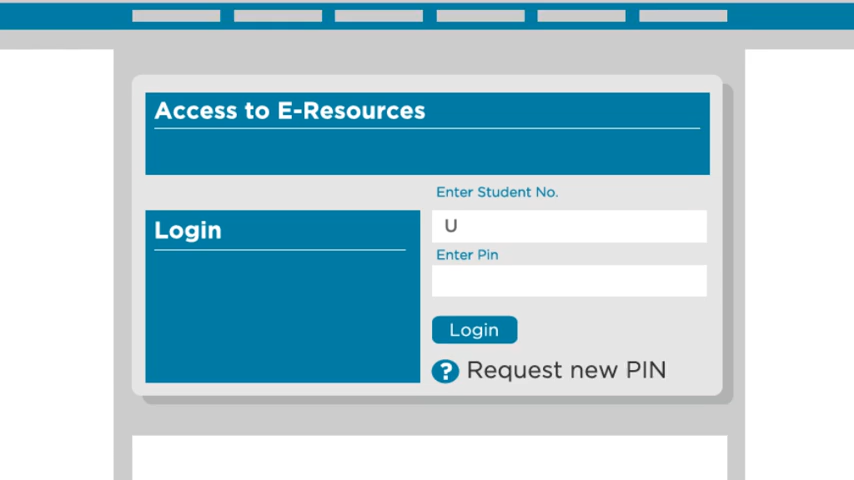 Access to E-Resources
Enter Student No.
Login
U
Enter Pin
Login
? Request new PIN